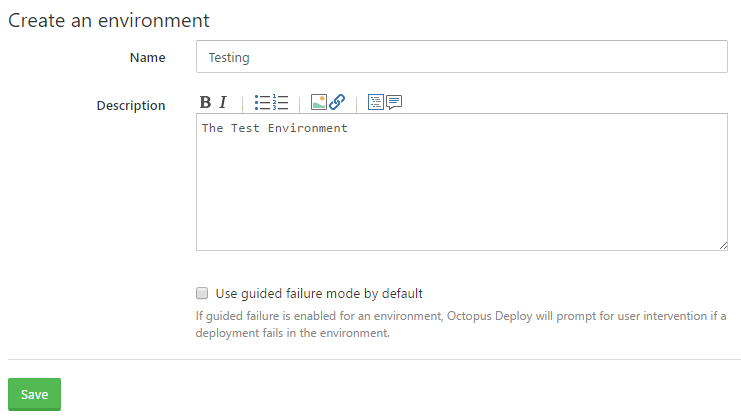 Create an environment
Name
Testing
Description
B I
The Test Environment
Use guided failure mode by default
If guided failure is enabled for an environment, Octopus Deploy will prompt for user intervention if a
deployment fails in the environment.
Save